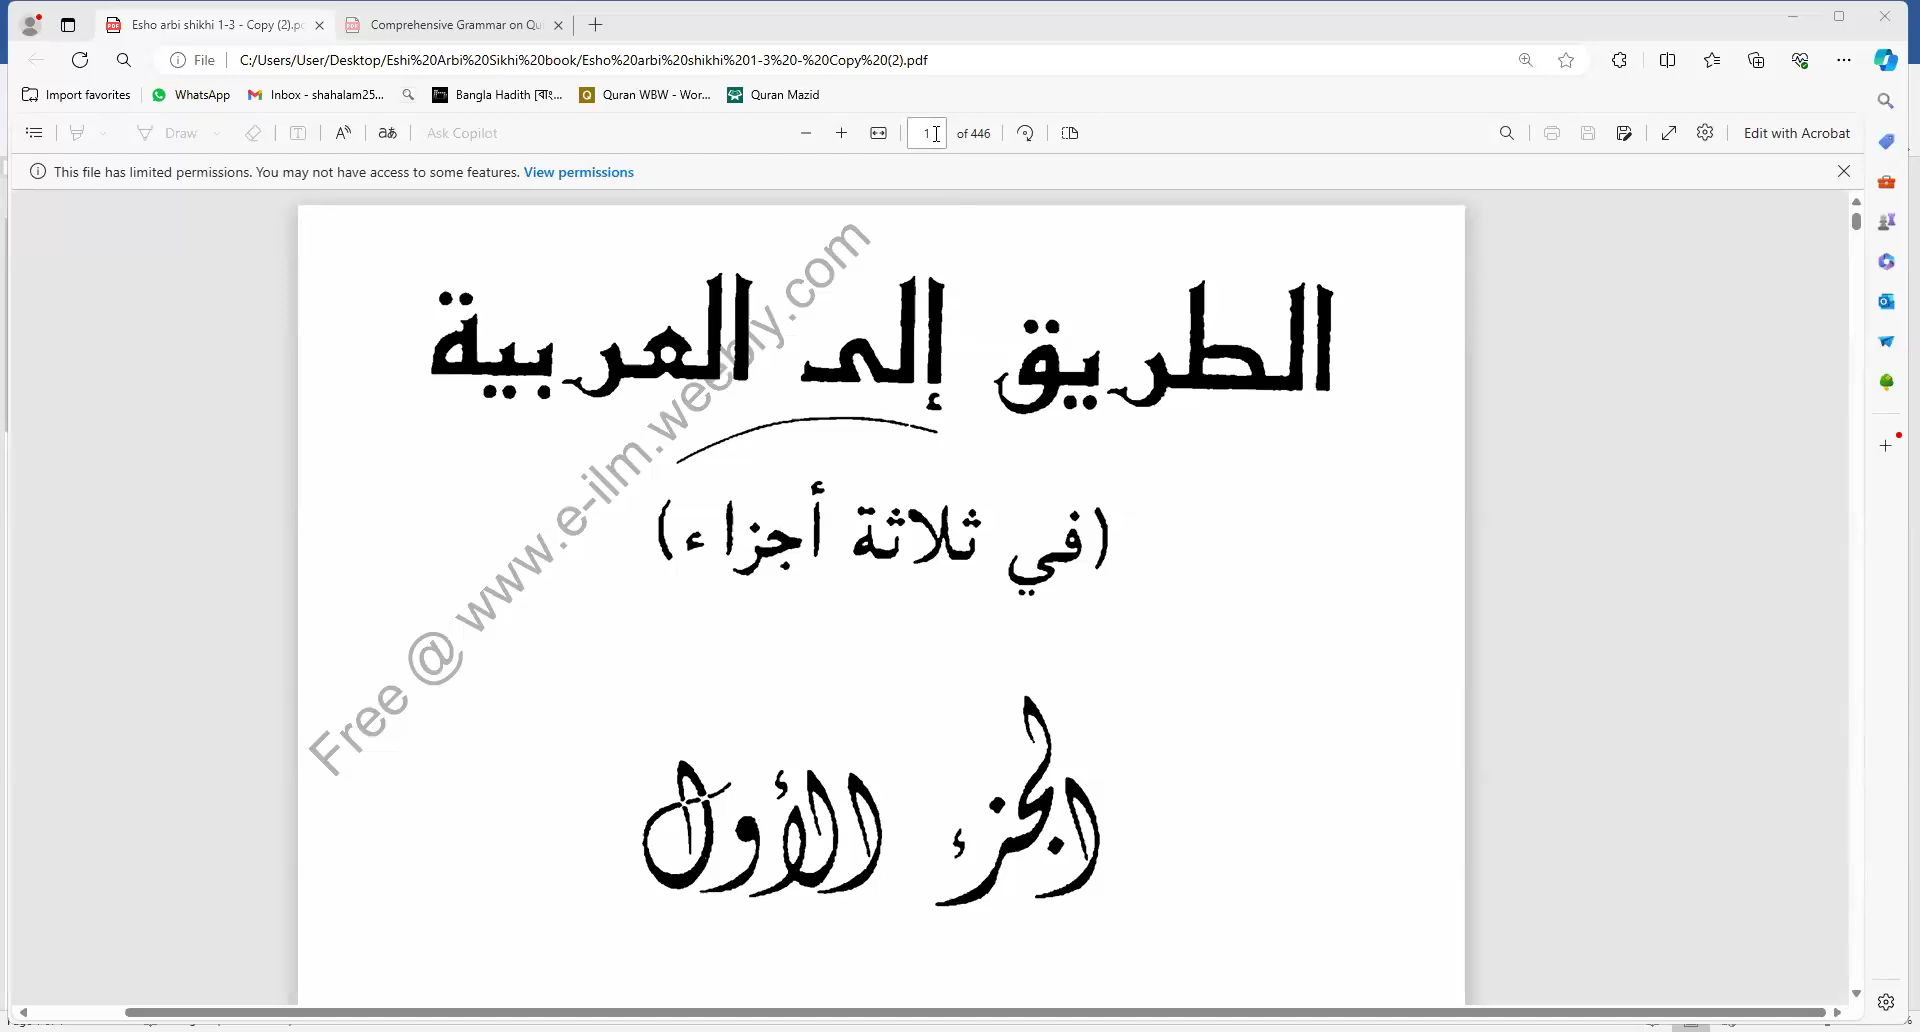 Esho arbi shikhi 1-3 - Copy (2).pc
Comprehensive Grammar on Qu
File
C:/Users/User/Desktop/Eshi%20Arbi%20Sikhi%20book/Esho%20arbi%20shikhi%201-3%20-%20Copy%20(2).pdf
Import favorites
WhatsApp
Inbox - shahalam25...
Bangla Hadith [বাং...
Quran WBW - Wor...
Quran Mazid
Draw
Ask Copilot
1 of 446
Edit with Acrobat
This file has limited permissions. You may not have access to some features. View permissions
الطريق إلى العربية
(في ثلاثة أجزاء)
الجزء الأول
Free @ www.e-ilm.weebly.com